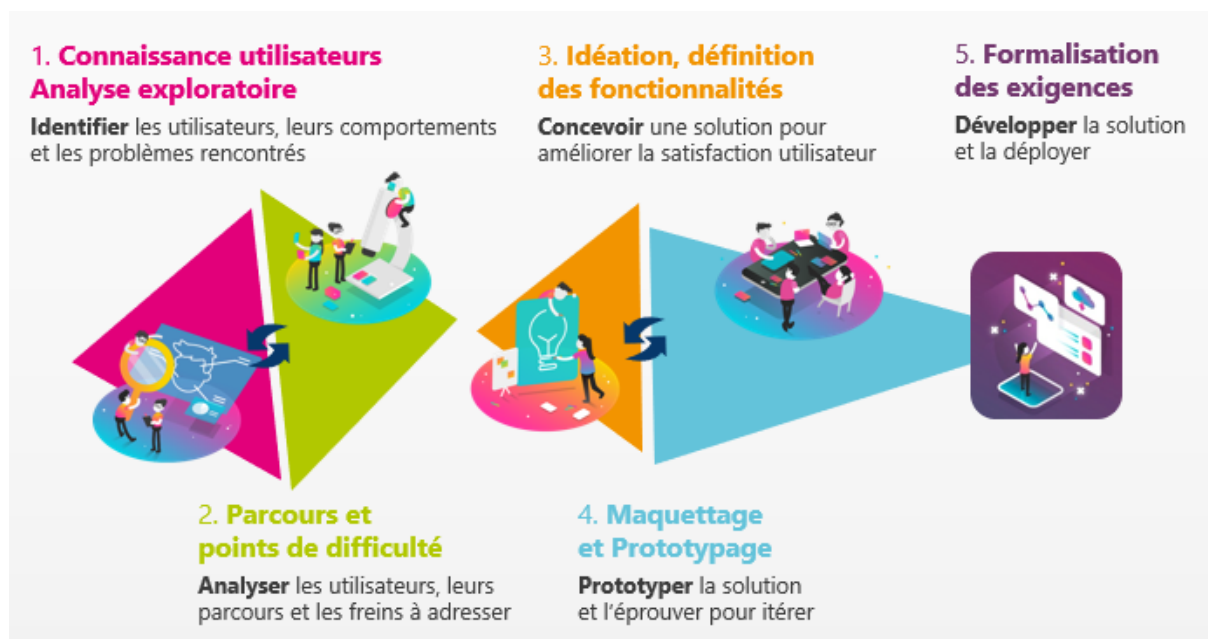 1. Connaissance utilisateurs
Analyse exploratoire
Identifier les utilisateurs, leurs comportements
et les problèmes rencontrés
2. Parcours et
points de difficulté
Analyser les utilisateurs, leurs
parcours et les freins à adresser
3. Idéation, définition
des fonctionnalités
Concevoir une solution pour
améliorer la satisfaction utilisateur
4. Maquettage
et Prototypage
Prototyper la solution
et l'éprouver pour itérer
5. Formalisation
des exigences
Développer la solution
et la déployer